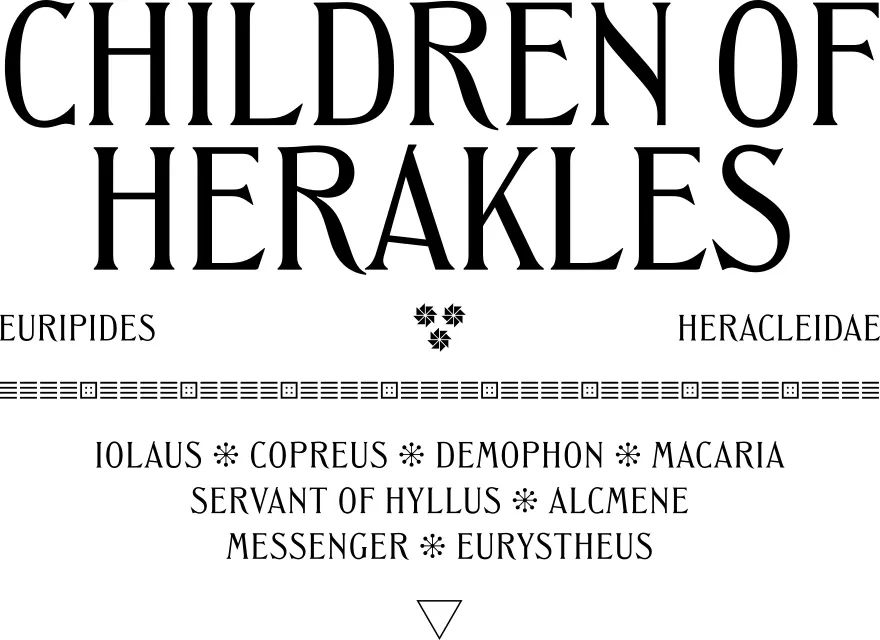 CHILDREN OF
HERAKLES
EURIPIDES HERACLEIDAE
IOLAUS COPREUS DEMOPHON MACARIA
SERVANT OF HYLLUS ALCMENE
MESSENGER EURYSTHEUS